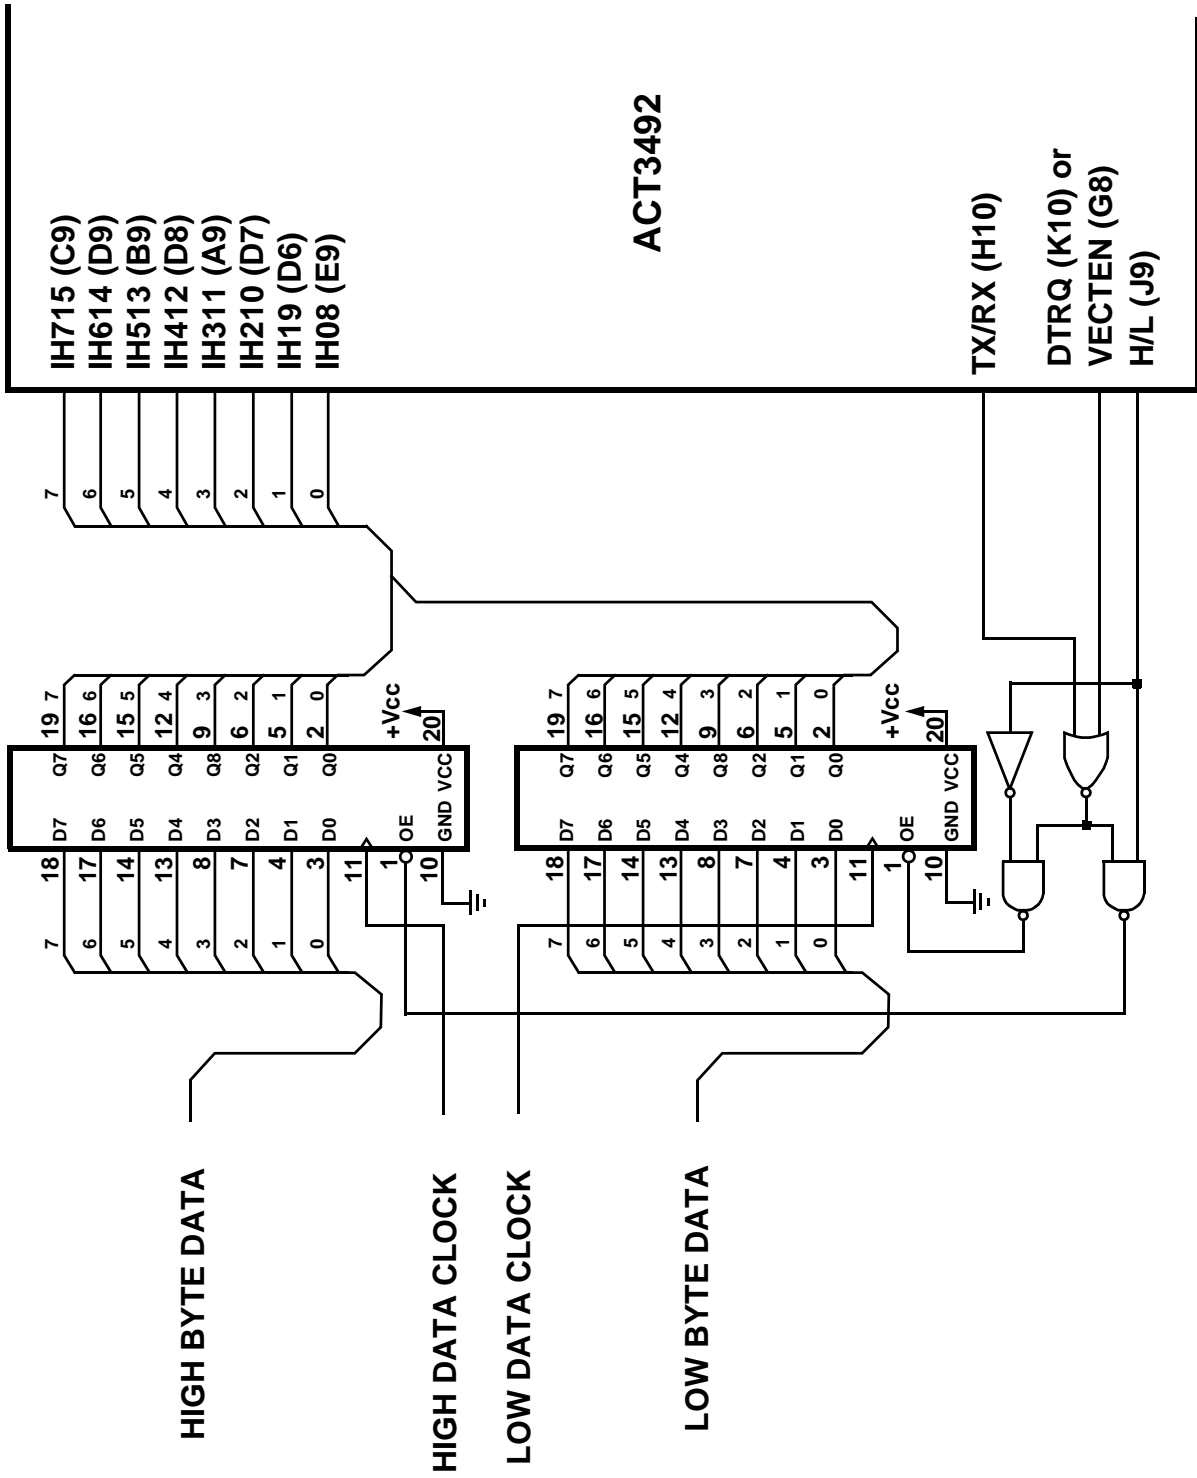 IH715 (C9)
IH614 (D9)
IH513 (B9)
IH412 (D8)
IH311 (A9)
IH210 (D7)
IH19 (D6)
IH08 (E9)
ACT3492
TX/RX (H10)
DTRQ (K10) or
VECTEN (G8)
H/L (J9)
7
6
5
4
3
2
1
0
19 7
16 6
15 5
12 4
9 3
6 2
5 1
2 0
+Vcc
20
Q7
Q6
Q5
Q4
Q8
Q2
Q1
Q0
D7
D6
D5
D4
D3
D2
D1
D0
OE
GND VCC
18
17
14
13
8
7
4
3
11
1
10
7
6
5
4
3
2
1
0
19 7
16 6
15 5
12 4
9 3
6 2
5 1
2 0
+Vcc
20
Q7
Q6
Q5
Q4
Q8
Q2
Q1
Q0
D7
D6
D5
D4
D3
D2
D1
D0
OE
GND VCC
18
17
14
13
8
7
4
3
11
1
10
7
6
5
4
3
2
1
0
HIGH BYTE DATA
HIGH DATA CLOCK
LOW DATA CLOCK
LOW BYTE DATA